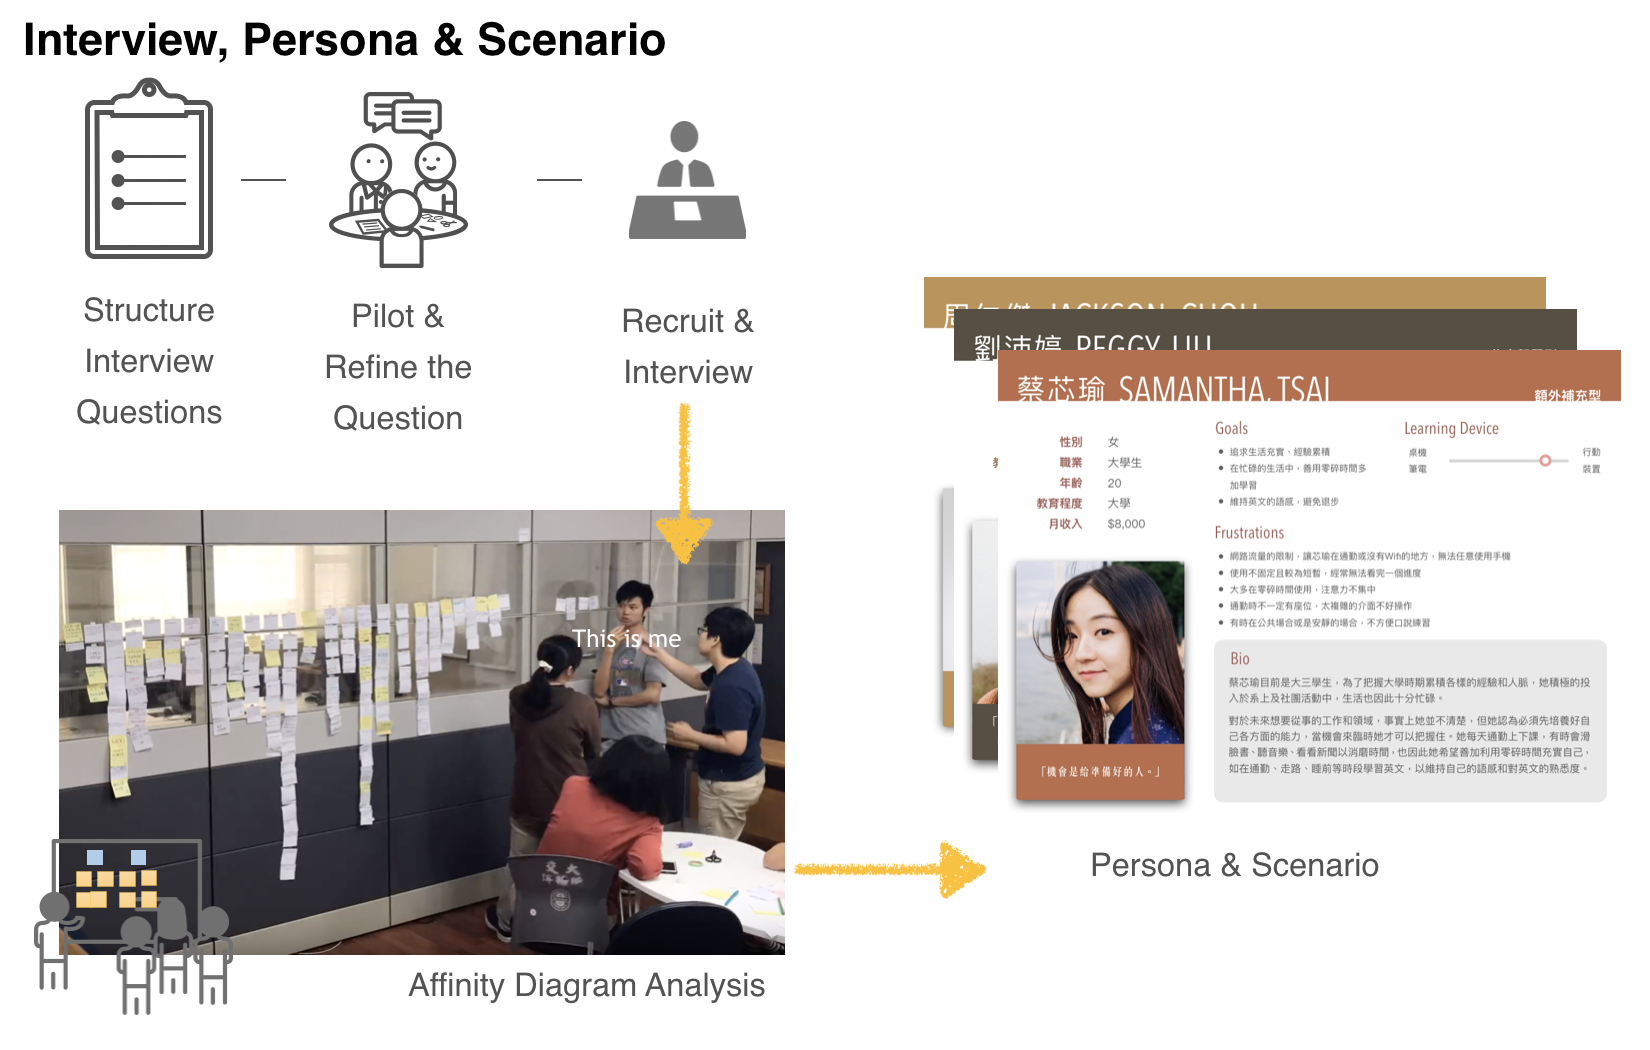 Interview, Persona & Scenario
Structure
Interview
Questions
Pilot &
Refine the
Question
Recruit &
Interview
This is me
交大
Affinity Diagram Analysis
JACKSON, CHOU
劉沛婷 PEGGY, LIU
蔡芯瑜 SAMANTHA, TSAI
額外補充型
性別 女
職業 大學生
年齡 20
教育程度 大學
月收入 $8,000
「機會是給準備好的人。」
Goals
追求生活充實、經驗累積
在忙碌的生活中，善用零碎時間多
加學習
維持英文的語感，避免退步
Learning Device
桌機
筆電
行動
裝置
Frustrations
網路流量的限制，讓芯瑜在通勤或沒有Wifi的地方，無法任意使用手機
使用不固定且較為短暫，經常無法看完一個進度
大多在零碎時間使用，注意力不集中
通勤時不一定有座位，太複雜的介面不好操作
有時在公共場合或是安靜的場合，不方便口說練習
Bio
蔡芯瑜目前是大三學生，為了把握大學時期累積各樣的經驗和人脈，她積極的投
入於系上及社團活動中，生活也因此十分忙碌。
對於未來想要從事的工作和領域，事實上她並不清楚，但她認為必須先培養好自
己各方面的能力，當機會來臨時她才可以把握住。她每天通勤上下課，有時會滑
臉書、聽音樂、看看新聞以消磨時間，也因此她希望善加利用零碎時間充實自己，
如在通勤、走路、睡前等時段學習英文，以維持自己的語感和對英文的熟悉度。
Persona & Scenario